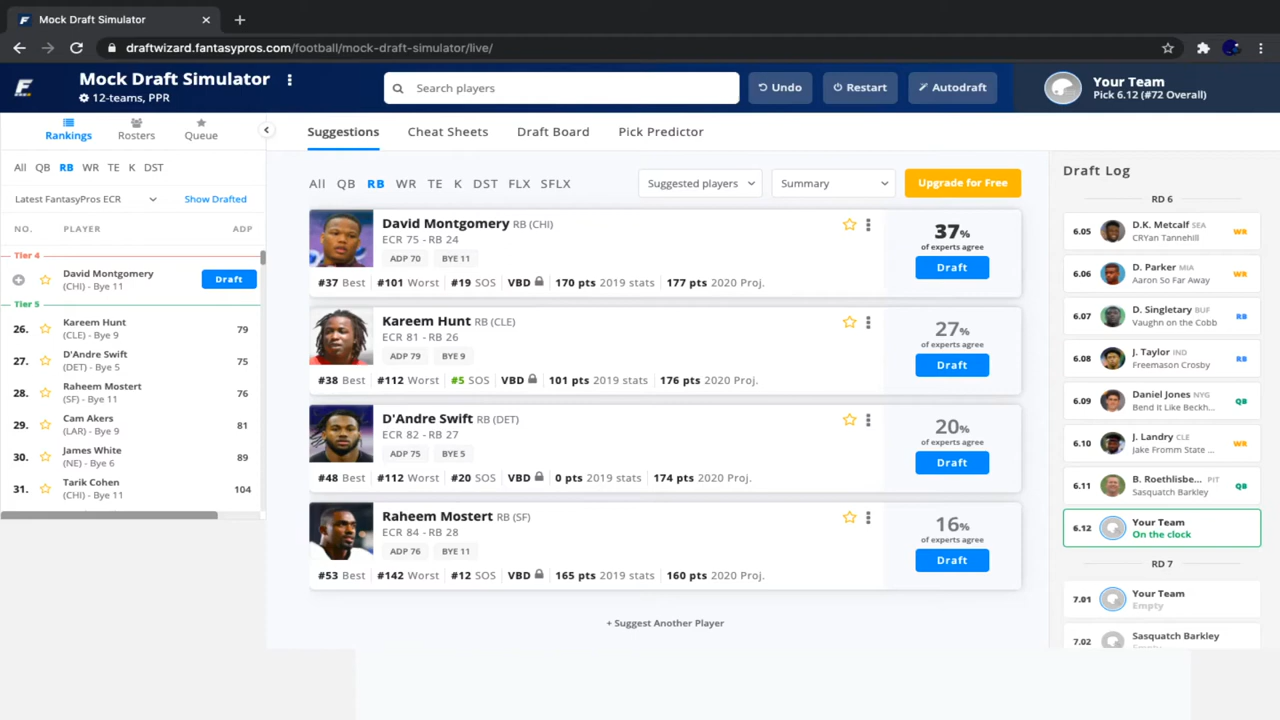 Mock Draft Simulator
draftwizard.fantasypros.com/football/mock-draft-simulator/live/
Mock Draft Simulator
12-teams, PPR
Search players
Undo
Restart
Autodraft
Your Team
Pick 6.12 (#72 Overall)
Rankings
Rosters
Queue
Suggestions
Cheat Sheets
Draft Board
Pick Predictor
All QB RB WR TE K DST
Latest FantasyPros ECR
Show Drafted
NO. PLAYER ADP
Tier 4
David Montgomery
(CHI) - Bye 11
Draft
Tier 5
26. Kareem Hunt 79
(CLE) - Bye 9
27. D'Andre Swift 75
(DET) - Bye 5
28. Raheem Mostert 76
(SF) - Bye 11
29. Cam Akers 81
(LAR) - Bye 9
30. James White 89
(NE) - Bye 6
31. Tarik Cohen 104
(CHI) - Bye 11
All QB RB WR TE K DST FLX SFLX
Suggested players
Summary
Upgrade for Free
David Montgomery RB (CHI)
ECR 75 - RB 24
ADP 70 BYE 11
#37 Best #101 Worst #19 SOS VBD 170 pts 2019 stats 177 pts 2020 Proj.
37%
of experts agree
Draft
Kareem Hunt RB (CLE)
ECR 81 - RB 26
ADP 79 BYE 9
#38 Best #112 Worst #5 SOS VBD 101 pts 2019 stats 176 pts 2020 Proj.
27%
of experts agree
Draft
D'Andre Swift RB (DET)
ECR 82 - RB 27
ADP 75 BYE 5
#48 Best #112 Worst #20 SOS VBD 0 pts 2019 stats 174 pts 2020 Proj.
20%
of experts agree
Draft
Raheem Mostert RB (SF)
ECR 84 - RB 28
ADP 76 BYE 11
#53 Best #142 Worst #12 SOS VBD 165 pts 2019 stats 160 pts 2020 Proj.
16%
of experts agree
Draft
+ Suggest Another Player
Draft Log
RD 6
6.05 D.K. Metcalf SEA WR
CRYan Tannehill
6.06 D. Parker MIA WR
Aaron So Far Away
6.07 D. Singletary BUF RB
Vaughn on the Cobb
6.08 J. Taylor IND RB
Freemason Crosby
6.09 Daniel Jones NYG QB
Bend It Like Beckh...
6.10 J. Landry CLE WR
Jake Fromm State ...
6.11 B. Roethlisbe... PIT QB
Sasquatch Barkley
6.12 Your Team
On the clock
RD 7
7.01 Your Team
Empty
7.02 Sasquatch Barkley